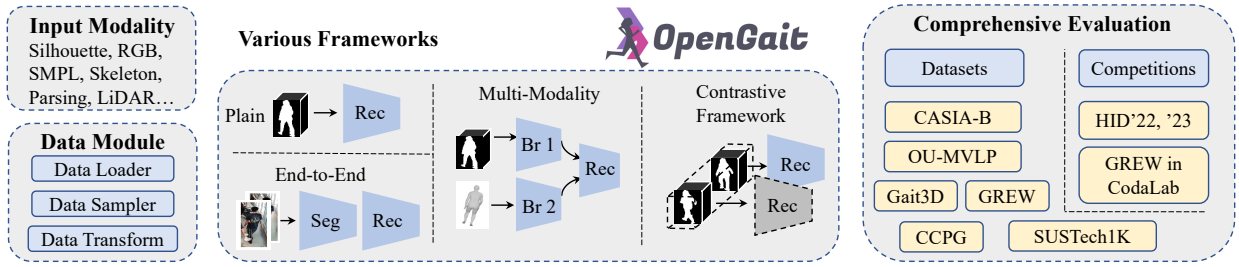 Input Modality
Silhouette, RGB,
SMPL, Skeleton,
Parsing, LiDAR…
Data Module
Data Loader
Data Sampler
Data Transform
Various Frameworks
OpenGait
Plain
Rec
End-to-End
Seg
Rec
Multi-Modality
Br 1
Br 2
Rec
Contrastive
Framework
Rec
Rec
Comprehensive Evaluation
Datasets
CASIA-B
OU-MVLP
Gait3D
GREW
CCPG
SUSTech1K
Competitions
HID’22, ’23
GREW in
CodaLab